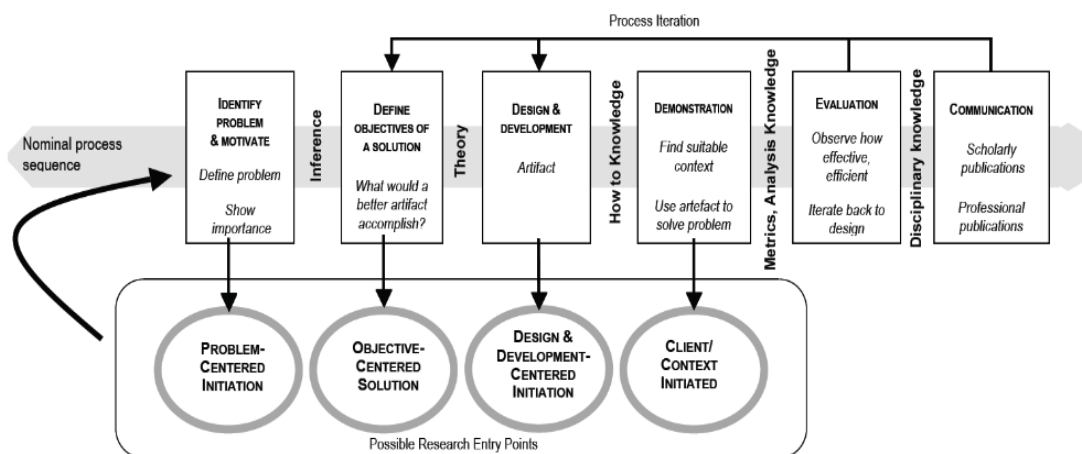 Process Iteration
Nominal process
sequence
IDENTIFY
PROBLEM
& MOTIVATE
Define problem
Show
importance
Inference
DEFINE
OBJECTIVES OF
A SOLUTION
What would a
better artifact
accomplish?
Theory
DESIGN &
DEVELOPMENT
Artifact
How to Knowledge
DEMONSTRATION
Find suitable
context
Use artefact to
solve problem
Metrics, Analysis Knowledge
EVALUATION
Observe how
effective,
efficient
Iterate back to
design
Disciplinary knowledge
COMMUNICATION
Scholarly
publications
Professional
publications
PROBLEM-
CENTERED
INITIATION
OBJECTIVE-
CENTERED
SOLUTION
DESIGN &
DEVELOPMENT-
CENTERED
INITIATION
CLIENT/
CONTEXT
INITIATED
Possible Research Entry Points